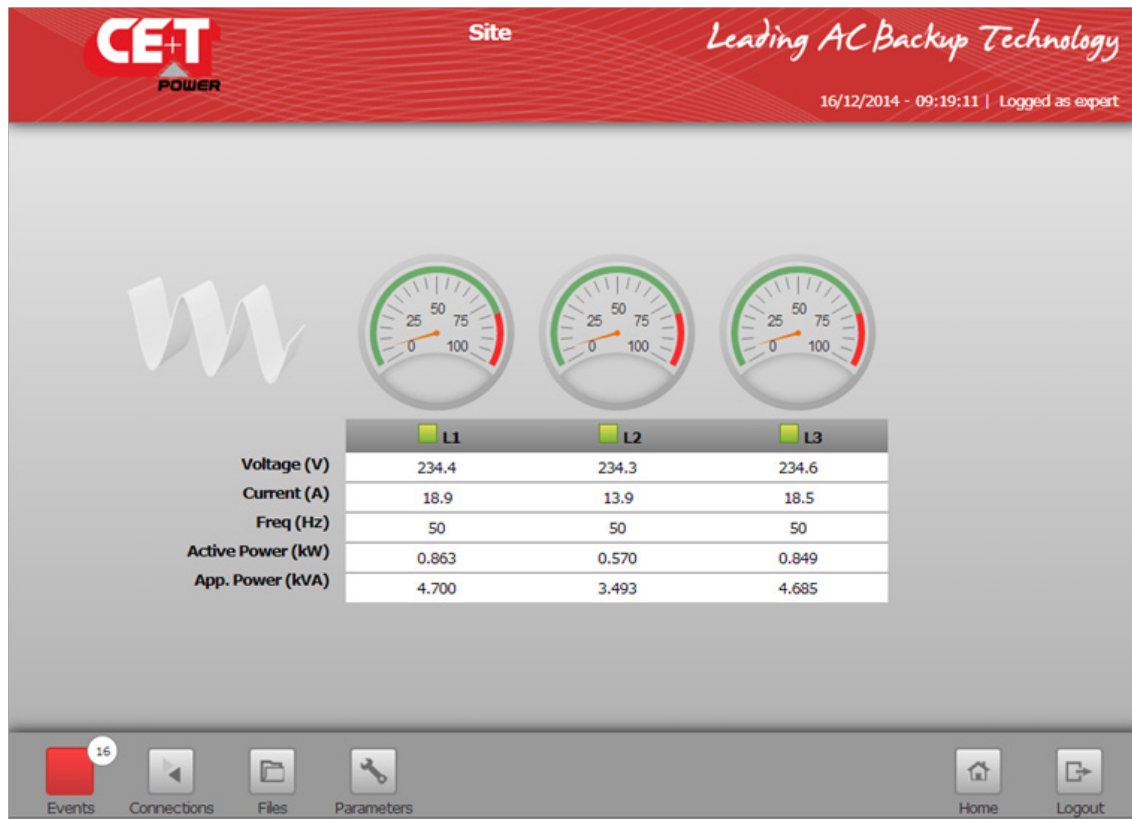 CE+T
POWER
Site
Leading AC Backup Technology
16/12/2014 - 09:19:11 | Logged as expert
0 25 50 75 100
0 25 50 75 100
0 25 50 75 100
L1 L2 L3
Voltage (V) 234.4 234.3 234.6
Current (A) 18.9 13.9 18.5
Freq (Hz) 50 50 50
Active Power (kW) 0.863 0.570 0.849
App. Power (kVA) 4.700 3.493 4.685
16
Events Connections Files Parameters Home Logout